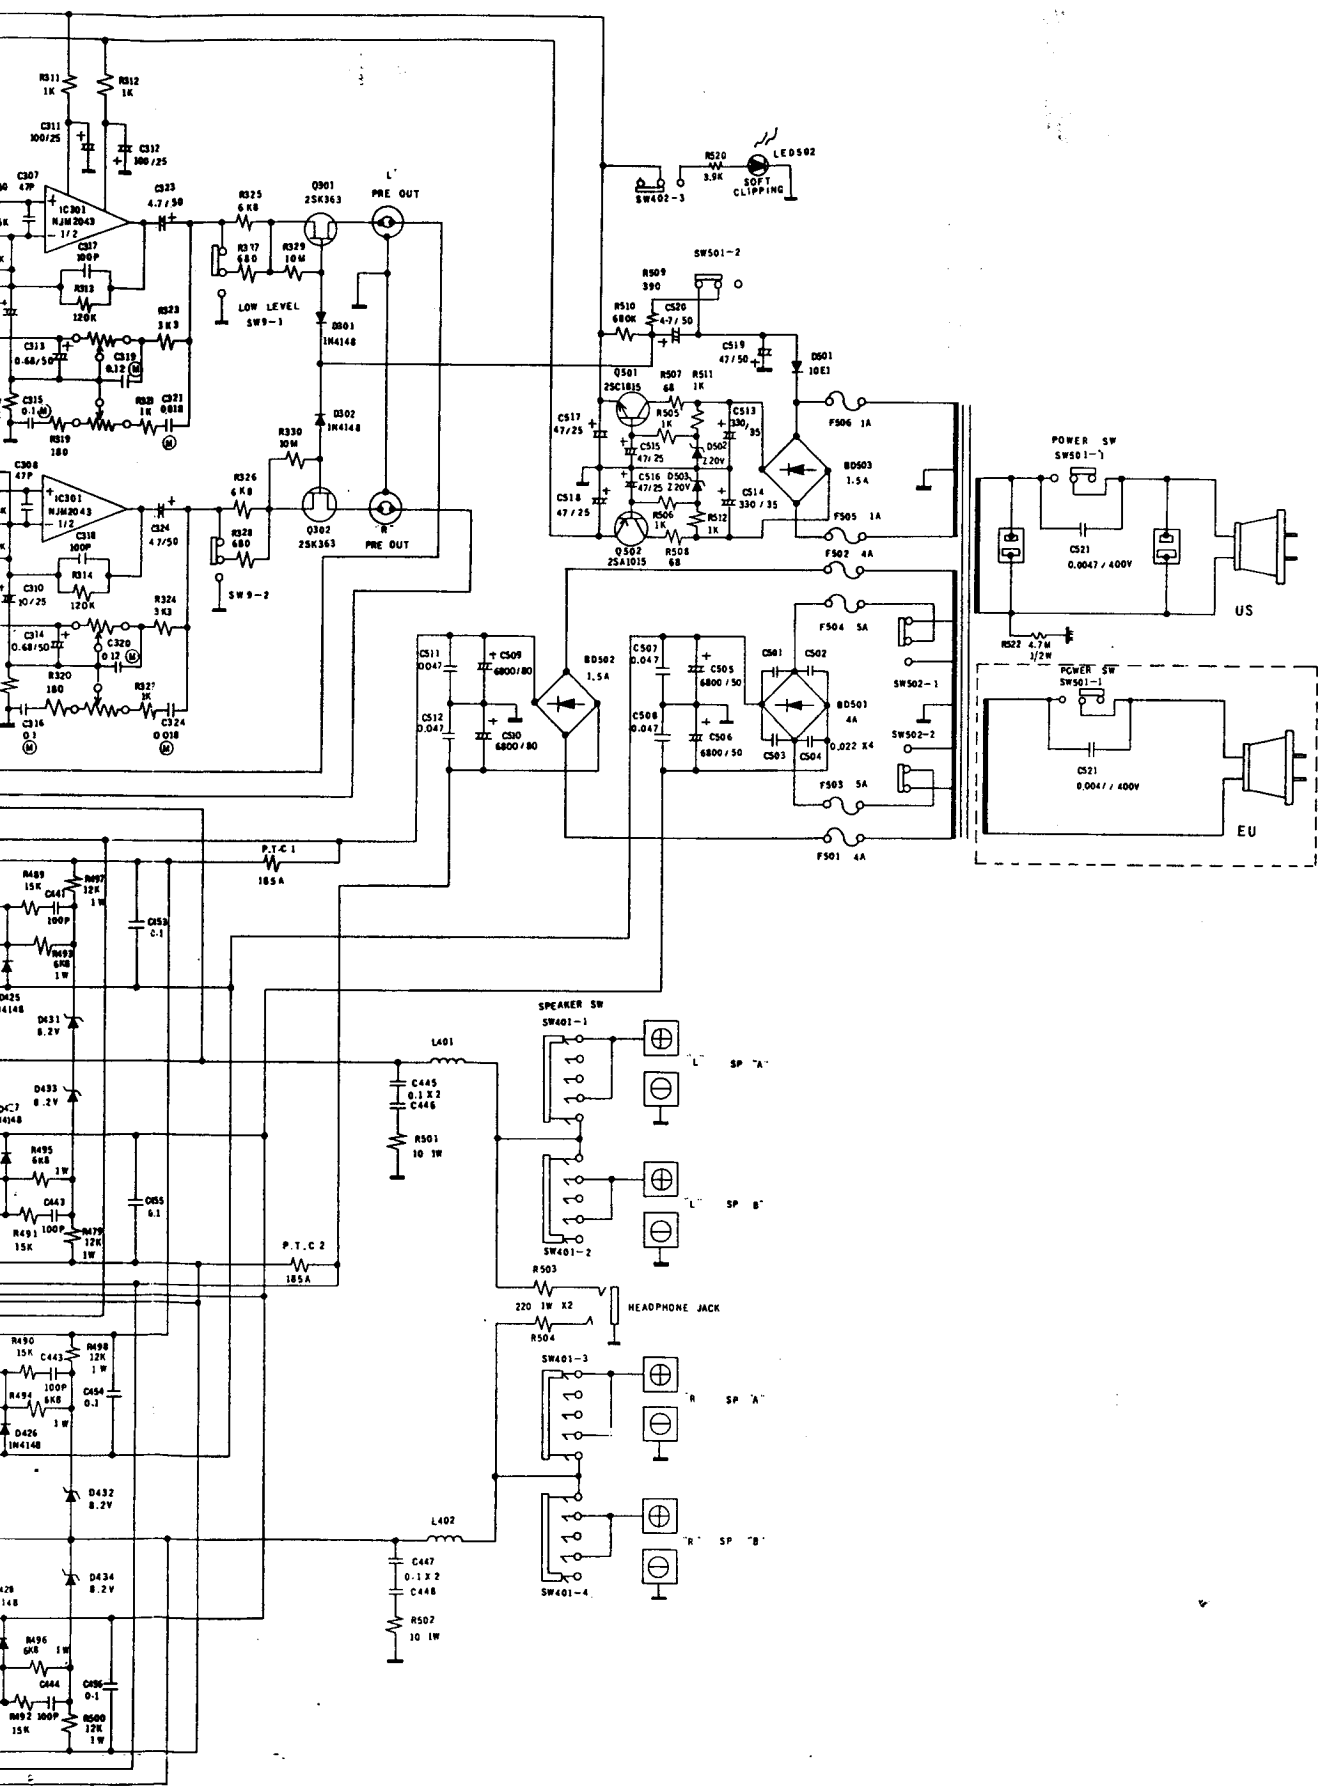 R311
1K
R312
1K
C311
100/25
C312
100/25
C307
47P
IC301
NJM2043
1/2
C323
4.7/50
C317
100P
R313
120K
R325
6K8
R329
10M
LOW LEVEL
SW9-1
Q301
2SK363
L
PRE OUT
D301
1N4148
R323
3K3
C313
0.68/50
C319
0.12 M
C315
0.1 M
R319
180
R321
1K
C321
0.018
M
D302
1N4148
R330
10M
C308
47P
IC301
NJM2043
1/2
C324
4.7/50
C318
100P
R314
120K
R326
6K8
R328
680
SW9-2
Q302
2SK363
"R"
PRE OUT
C310
10/25
R324
3K3
C314
0.68/50
C320
0.12 M
R320
180
C316
0.1
M
1K
C324
0.018
M
R520
3.9K
LED502
SOFT
CLIPPING
SW402-3
SW501-2
R509
390
R510
680K
C520
4.7/50
C519
47/50
D501
10E1
Q501
2SC1815
R507
68
R511
1K
R505
1K
C513
330/35
C517
47/25
C515
47/25
D502
Z20V
C516
47/25
D503
Z20V
C514
330/35
C518
47/25
R506
1K
R512
1K
Q502
2SA1015
R508
68
BD503
1.5A
F506 1A
F505 1A
F502 4A
F504 5A
SW502-1
SW502-2
F503 5A
F501 4A
C511
0.047
C509
6800/80
C512
0.047
C510
6800/80
BD502
1.5A
C507
0.047
C505
6800/50
C508
0.047
C506
6800/50
C501
C502
BD501
4A
C503
C504
0.022 X4
POWER SW
SW501-1
C521
0.0047/400V
R522
4.7M
1/2W
US
POWER SW
SW501-1
C521
0.0047/400V
EU
P.T.C 1
185A
R489
15K
C441
100P
R497
12K
1W
C453
0.1
R493
6K8
1W
D425
D431
8.2V
D433
8.2V
R495
6K8
1W
C443
100P
R491
15K
R479
12K
1W
C455
0.1
P.T.C 2
185A
L401
C445
0.1 X 2
C446
R501
10 1W
SPEAKER SW
SW401-1
"L" SP "A"
"L" SP "B"
SW401-2
R503
220 1W X2
R504
HEADPHONE JACK
R490
15K
C443
100P
R498
12K
1W
R494
6K8
1W
C454
0.1
D426
1N4148
D432
8.2V
D434
8.2V
SW401-3
"R" SP "A"
L402
C447
0.1 X 2
C448
R502
10 1W
"R" SP "B"
SW401-4
R496
6K8
1W
C444
100P
R492
15K
C456
0.1
R500
12K
1W